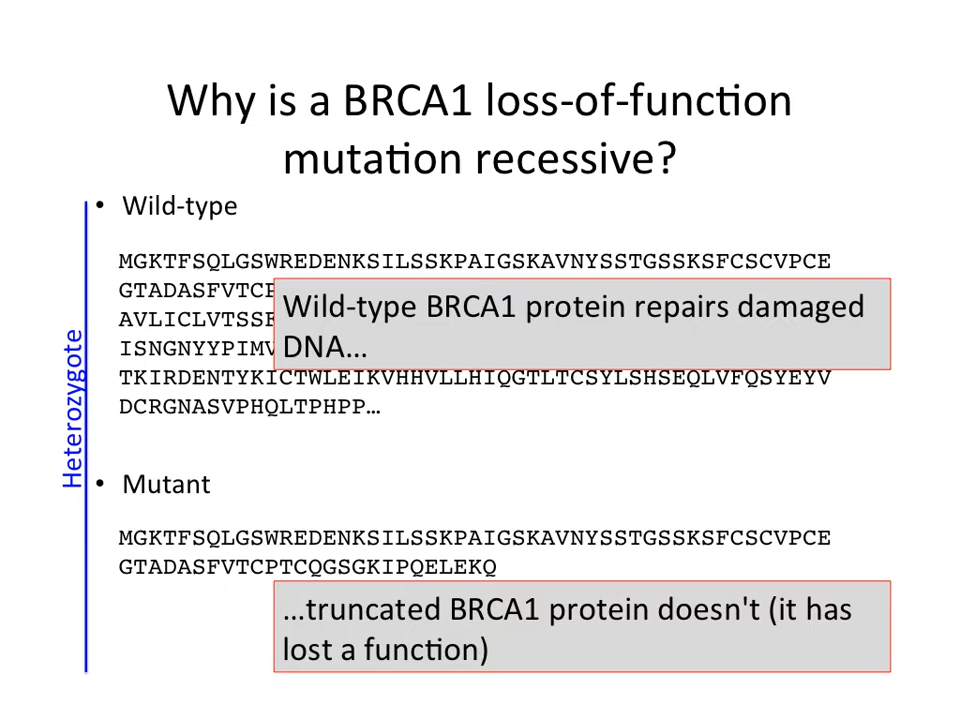 Why is a BRCA1 loss-of-function
mutation recessive?
Heterozygote
• Wild-type
MGKTFSQLGSWREDENKSILSSKPAIGSKAVNYSSTGSSKSFCSCVPCE
GTADASFVTCP
AVLICLVTSSE
ISNGNYYPIMV
TKIRDENTYKICTWLEIKVHHVLLHIQGTLTCSYLSHSEQLVFQSYEYV
DCRGNASVPHQLTPHPP…
Wild-type BRCA1 protein repairs damaged
DNA…
• Mutant
MGKTFSQLGSWREDENKSILSSKPAIGSKAVNYSSTGSSKSFCSCVPCE
GTADASFVTCPTCQGSGKIPQELEKQ
…truncated BRCA1 protein doesn't (it has
lost a function)